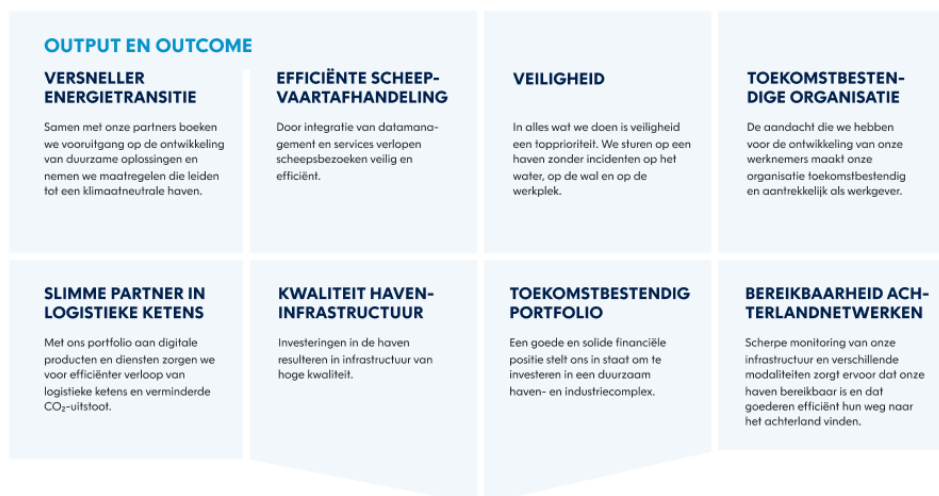 OUTPUT EN OUTCOME
VERSNELLER
ENERGIETRANSITIE
Samen met onze partners boeken
we vooruitgang op de ontwikkeling
van duurzame oplossingen en
nemen we maatregelen die leiden
tot een klimaatneutrale haven.
EFFICIËNTE SCHEEP-
VAARTAFHANDELING
Door integratie van datamana-
gement en services verlopen
scheepsbezoeken veilig en
efficiënt.
VEILIGHEID
In alles wat we doen is veiligheid
een topprioriteit. We sturen op een
haven zonder incidenten op het
water, op de wal en op de
werkplek.
TOEKOMSTBESTEN-
DIGE ORGANISATIE
De aandacht die we hebben
voor de ontwikkeling van onze
werknemers maakt onze
organisatie toekomstbestendig
en aantrekkelijk als werkgever.
SLIMME PARTNER IN
LOGISTIEKE KETENS
Met ons portfolio aan digitale
producten en diensten zorgen we
voor efficiënter verloop van
logistieke ketens en verminderde
CO₂-uitstoot.
KWALITEIT HAVEN-
INFRASTRUCTUUR
Investeringen in de haven
resulteren in infrastructuur van
hoge kwaliteit.
TOEKOMSTBESTENDIG
PORTFOLIO
Een goede en solide financiële
positie stelt ons in staat om te
investeren in een duurzaam
haven- en industriecomplex.
BEREIKBAARHEID ACH-
TERLANDNETWERKEN
Scherpe monitoring van onze
infrastructuur en verschillende
modaliteiten zorgt ervoor dat onze
haven bereikbaar is en dat
goederen efficiënt hun weg naar
het achterland vinden.